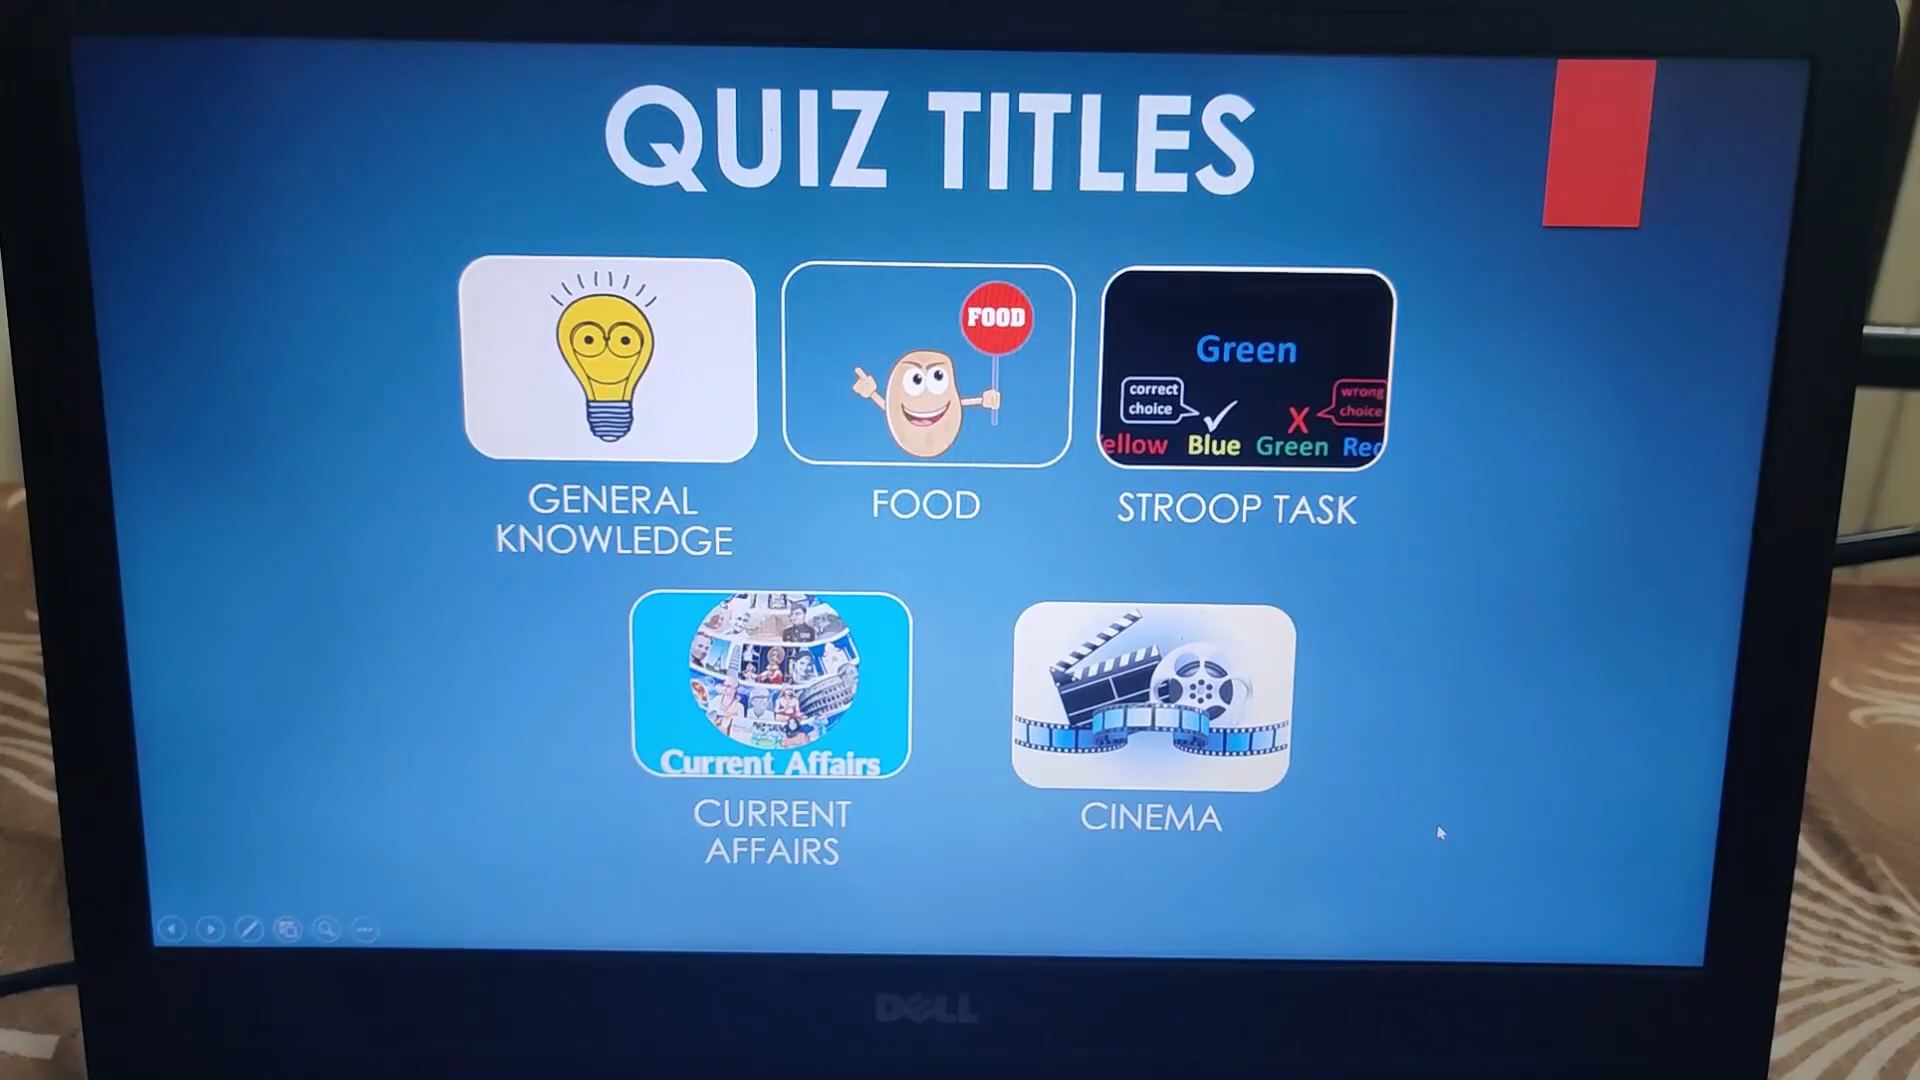 QUIZ TITLES
FOOD
Green
correct
choice
wrong
choice
X
ellow Blue Green Red
GENERAL
KNOWLEDGE
FOOD
STROOP TASK
Current Affairs
CURRENT
AFFAIRS
CINEMA
DELL